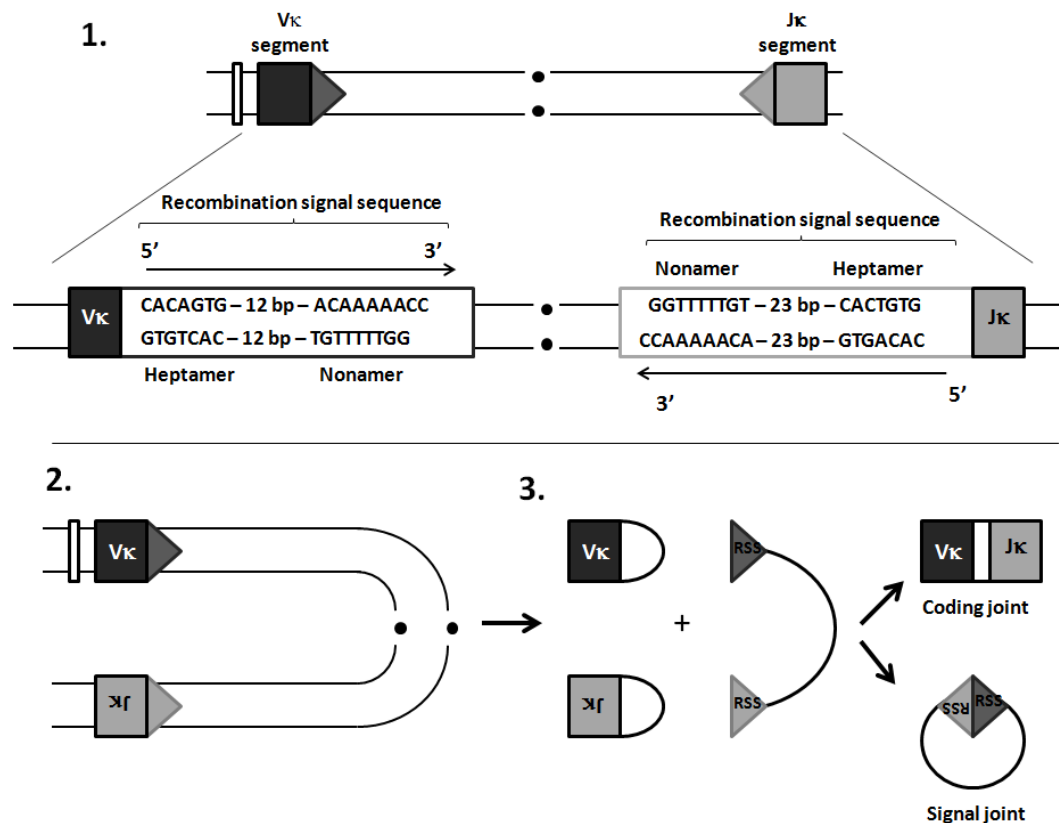 1.
Vκ
segment
Jκ
segment
Recombination signal sequence
5’ 3’
Recombination signal sequence
Nonamer Heptamer
Vκ
CACAGTG – 12 bp – ACAAAAACC
GTGTCAC – 12 bp – TGTTTTTGG
Heptamer Nonamer
GGTTTTTGT – 23 bp – CACTGTG
CCAAAAACA – 23 bp – GTGACAC
Jκ
3’ 5’
2.
Vκ
Jκ
3.
Vκ
Jκ
+
RSS
RSS
Vκ Jκ
Coding joint
RSS RSS
Signal joint